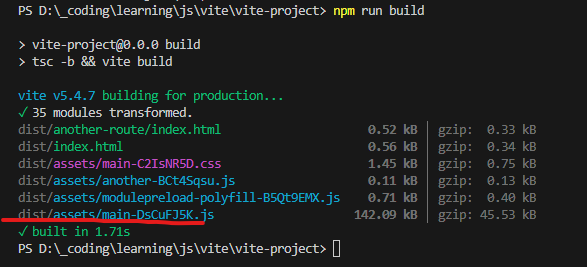 PS D:\_coding\learning\js\vite\vite-project> npm run build
> vite-project@0.0.0 build
> tsc -b && vite build
vite v5.4.7 building for production...
✓ 35 modules transformed.
dist/another-route/index.html 0.52 kB │ gzip: 0.33 kB
dist/index.html 0.56 kB │ gzip: 0.34 kB
dist/assets/main-C2IsNR5D.css 1.45 kB │ gzip: 0.75 kB
dist/assets/another-BCt4Sqsu.js 0.11 kB │ gzip: 0.13 kB
dist/assets/modulepreload-polyfill-B5Qt9EMX.js 0.71 kB │ gzip: 0.40 kB
dist/assets/main-DsCuFJ5K.js 142.09 kB │ gzip: 45.53 kB
✓ built in 1.71s
PS D:\_coding\learning\js\vite\vite-project>